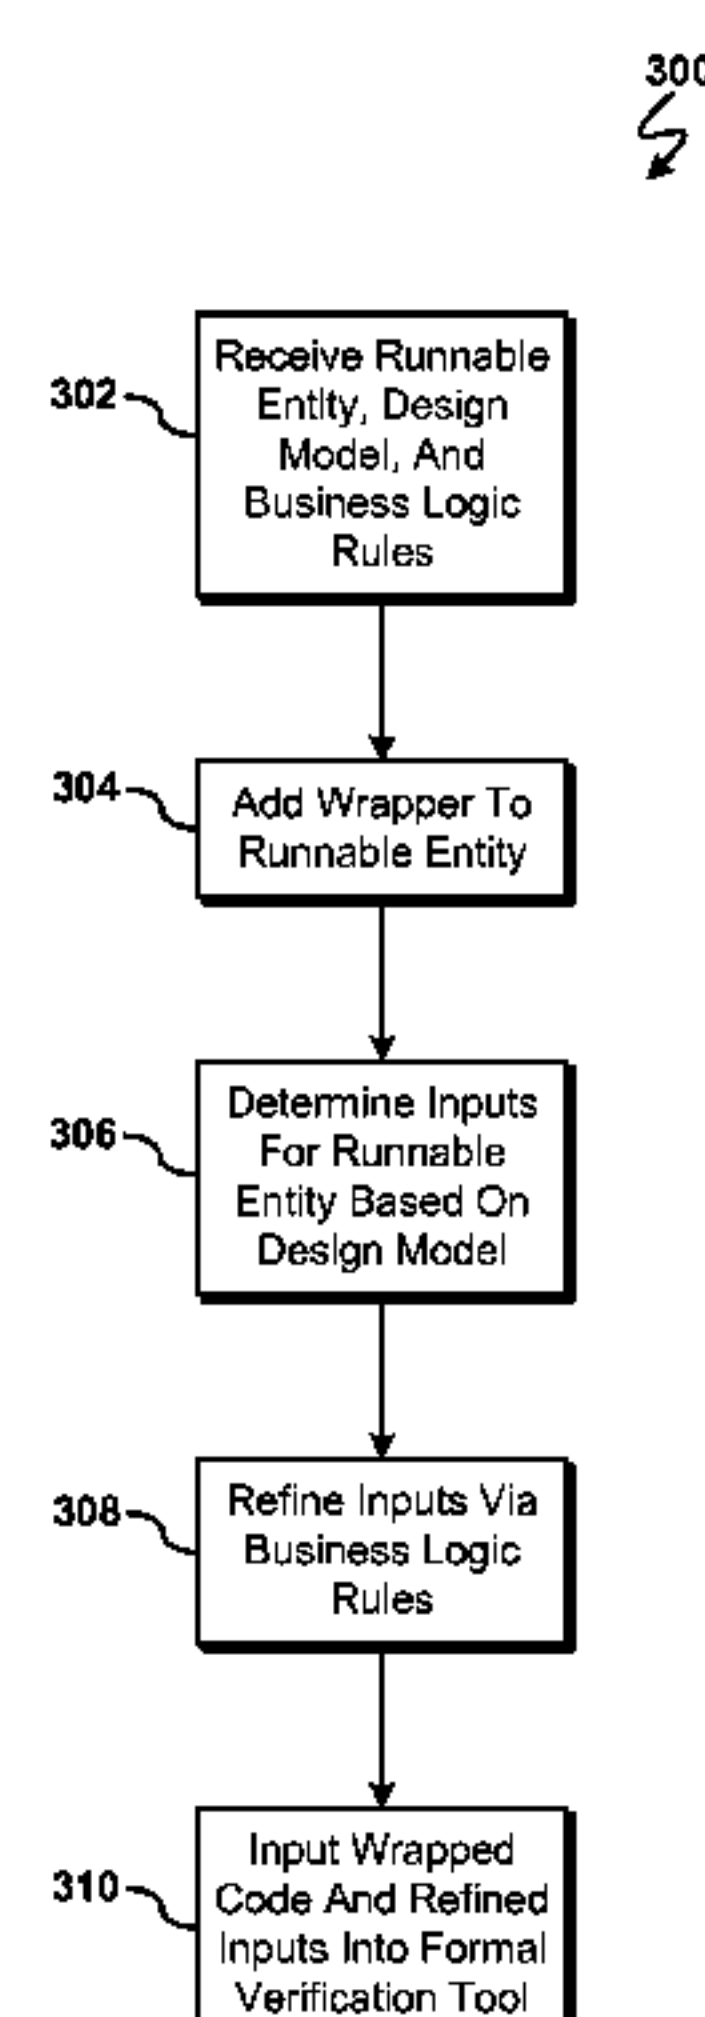 300
302
Receive Runnable
Entity, Design
Model, And
Business Logic
Rules
304
Add Wrapper To
Runnable Entity
306
Determine Inputs
For Runnable
Entity Based On
Design Model
308
Refine Inputs Via
Business Logic
Rules
310
Input Wrapped
Code And Refined
Inputs Into Formal
Verification Tool